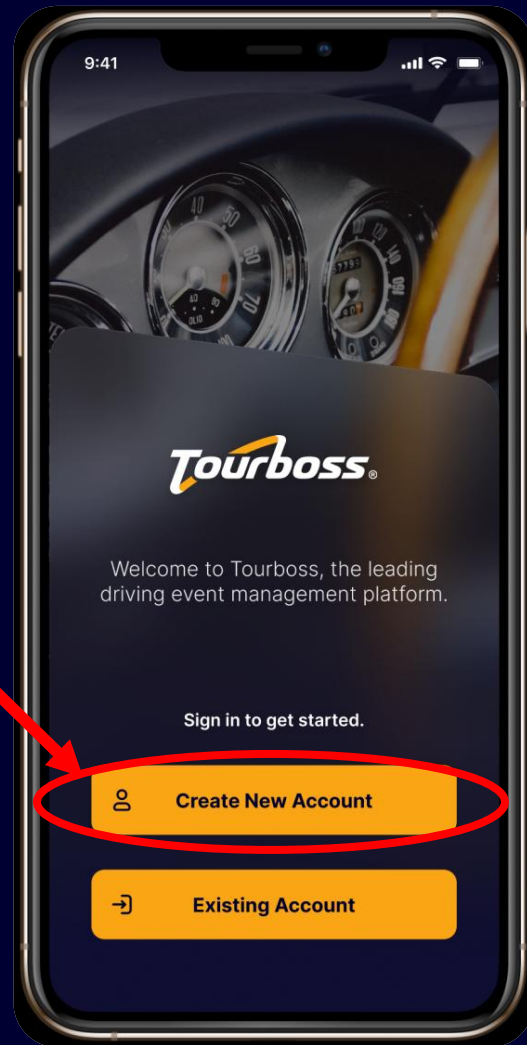 9:41
Tourboss®
Welcome to Tourboss, the leading
driving event management platform.
Sign in to get started.
Create New Account
Existing Account